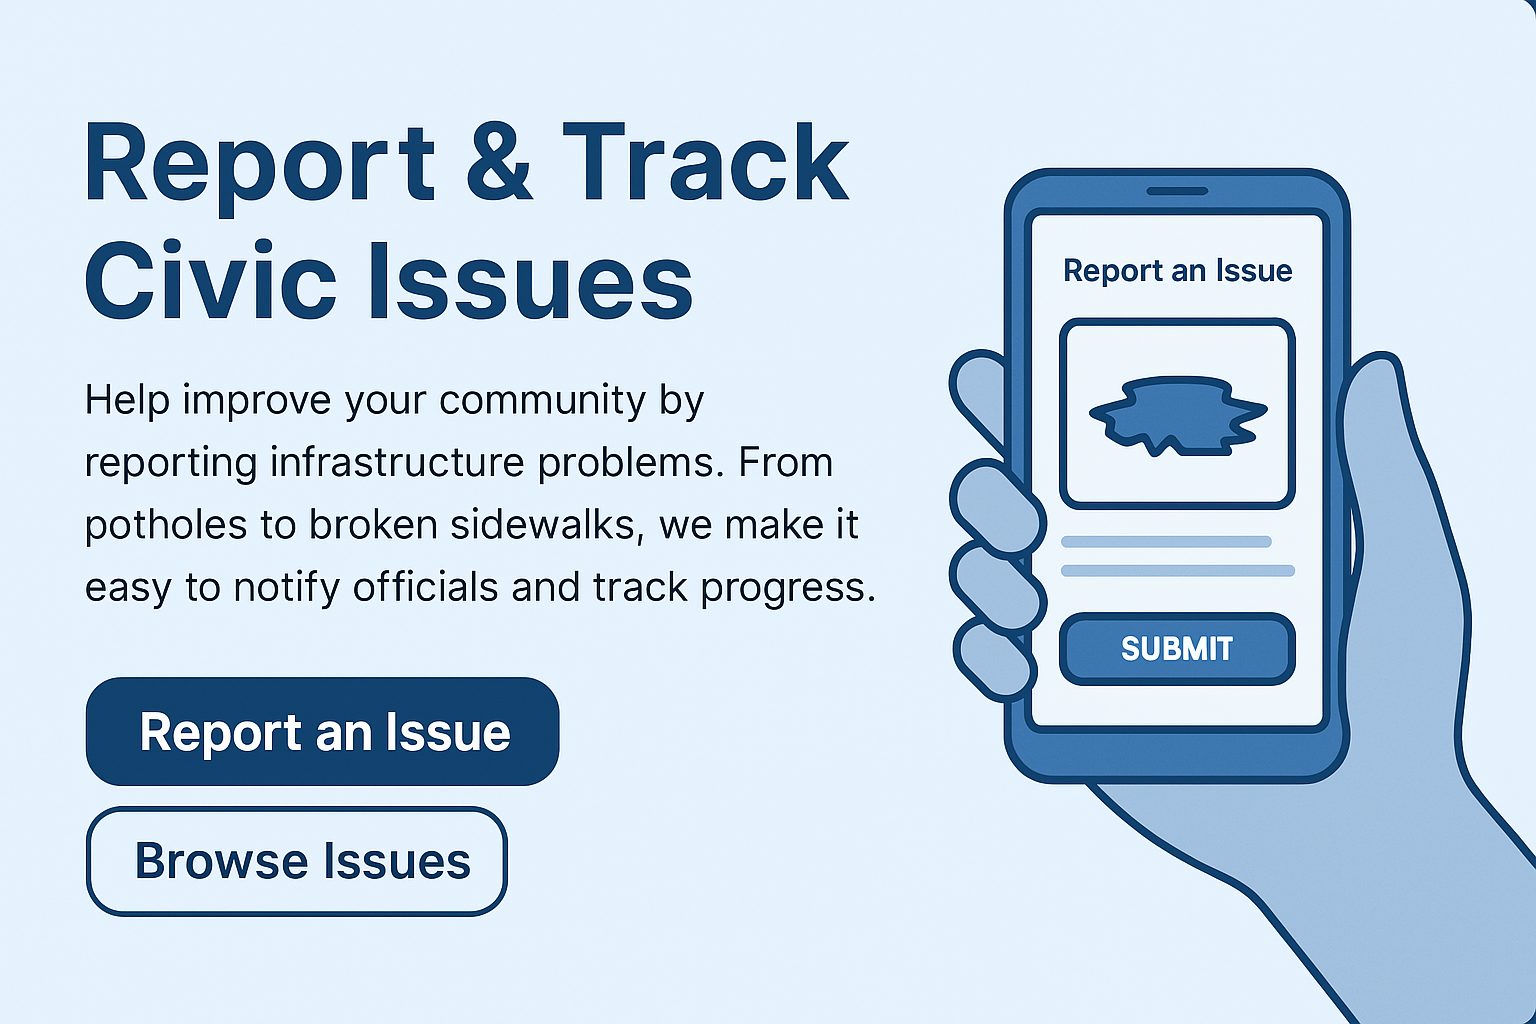 Report & Track
Civic Issues
Help improve your community by
reporting infrastructure problems. From
potholes to broken sidewalks, we make it
easy to notify officials and track progress.
Report an Issue
Browse Issues
Report an Issue
SUBMIT